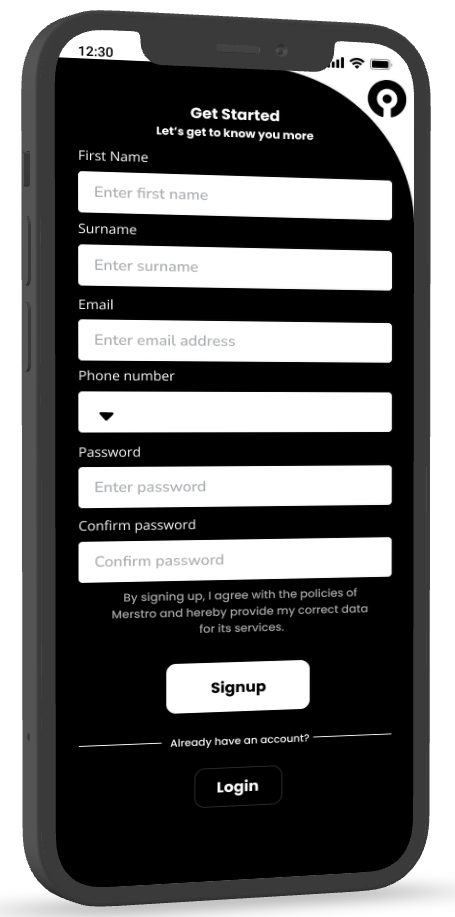 12:30
Get Started
Let's get to know you more
First Name
Enter first name
Surname
Enter surname
Email
Enter email address
Phone number
Password
Enter password
Confirm password
Confirm password
By signing up, I agree with the policies of
Merstro and hereby provide my correct data
for its services.
Signup
Already have an account?
Login